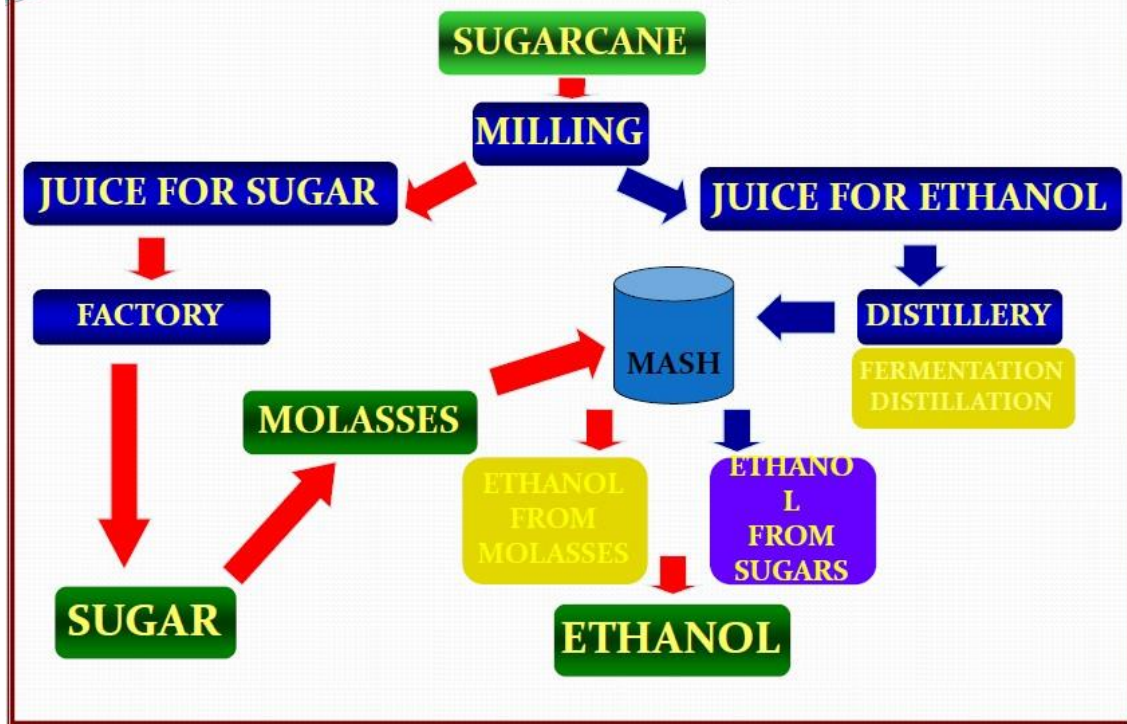 SUGARCANE
MILLING
JUICE FOR SUGAR
JUICE FOR ETHANOL
FACTORY
DISTILLERY
MASH
FERMENTATION
DISTILLATION
MOLASSES
ETHANOL
FROM
MOLASSES
ETHANO
L
FROM
SUGARS
SUGAR
ETHANOL